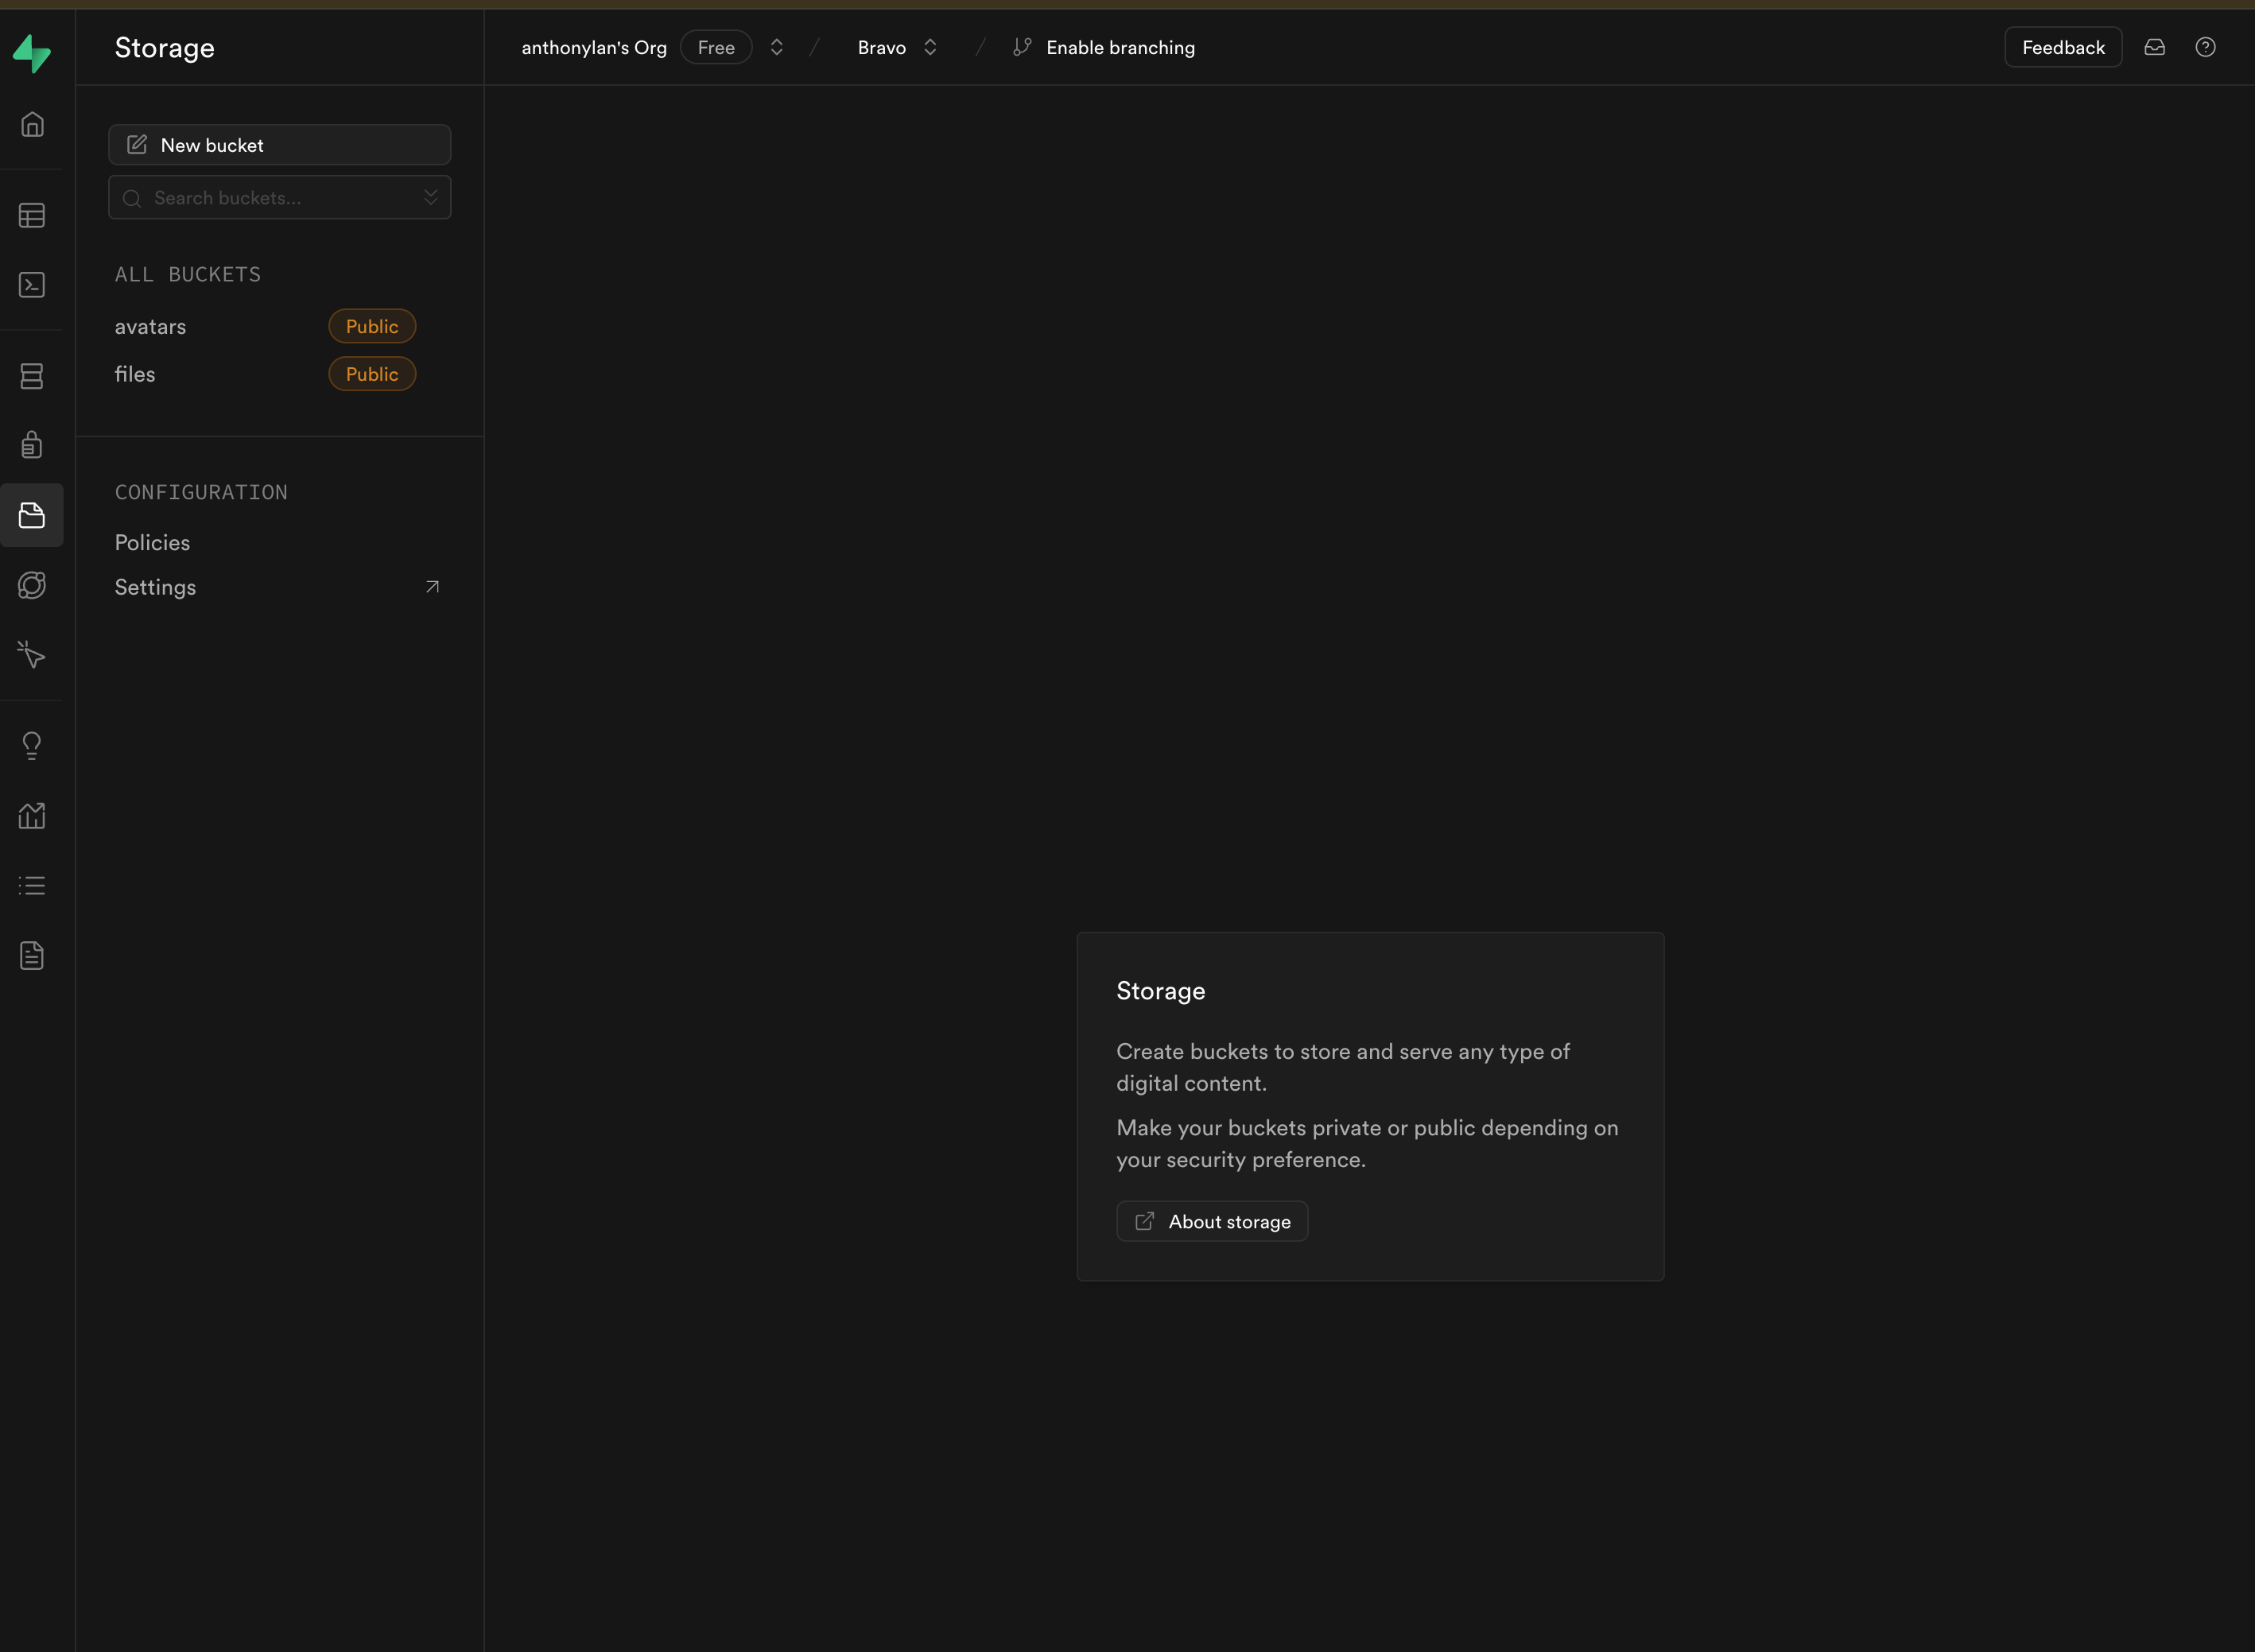 Storage
anthonylan's Org Free / Bravo / Enable branching
Feedback
New bucket
Search buckets...
ALL BUCKETS
avatars Public
files Public
CONFIGURATION
Policies
Settings
Storage
Create buckets to store and serve any type of
digital content.
Make your buckets private or public depending on
your security preference.
About storage